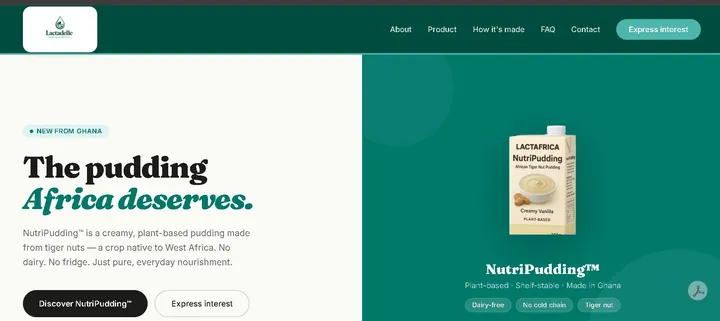 Lactadelle
About
Product
How it's made
FAQ
Contact
Express interest
NEW FROM GHANA
The pudding
Africa deserves.
NutriPudding™ is a creamy, plant-based pudding made
from tiger nuts — a crop native to West Africa. No
dairy. No fridge. Just pure, everyday nourishment.
Discover NutriPudding™
Express interest
LACTAFRICA
NutriPudding
African Tiger Nut Pudding
Creamy Vanilla
PLANT-BASED
NutriPudding™
Plant-based · Shelf-stable · Made in Ghana
Dairy-free
No cold chain
Tiger nut